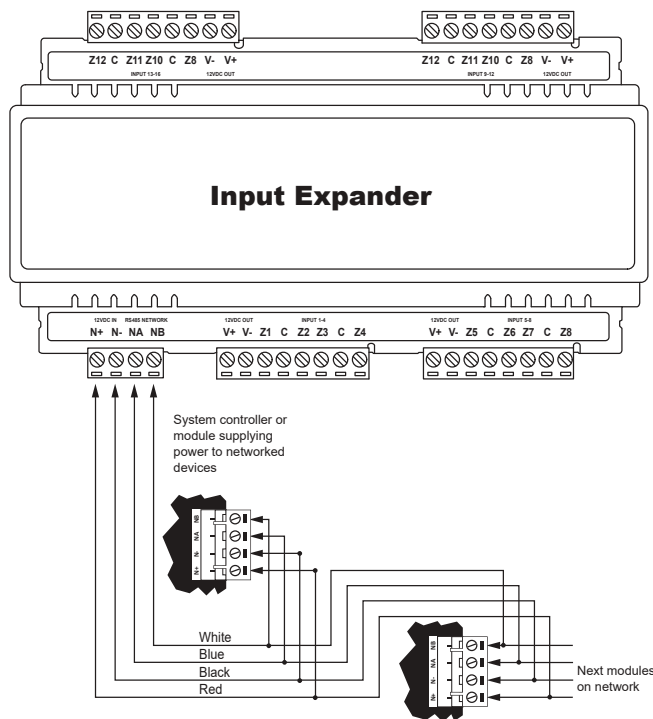 Z12 C Z11 Z10 C Z8 V- V+
INPUT 13-16 12VDC OUT
Z12 C Z11 Z10 C Z8 V- V+
INPUT 9-12 12VDC OUT
Input Expander
12VDC IN RS485 NETWORK
N+ N- NA NB
12VDC OUT INPUT 1-4
V+ V- Z1 C Z2 Z3 C Z4
12VDC OUT INPUT 5-8
V+ V- Z5 C Z6 Z7 C Z8
System controller or
module supplying
power to networked
devices
NB
NA
N-
N+
White
Blue
Black
Red
NB
NA
N-
N+
Next modules
on network